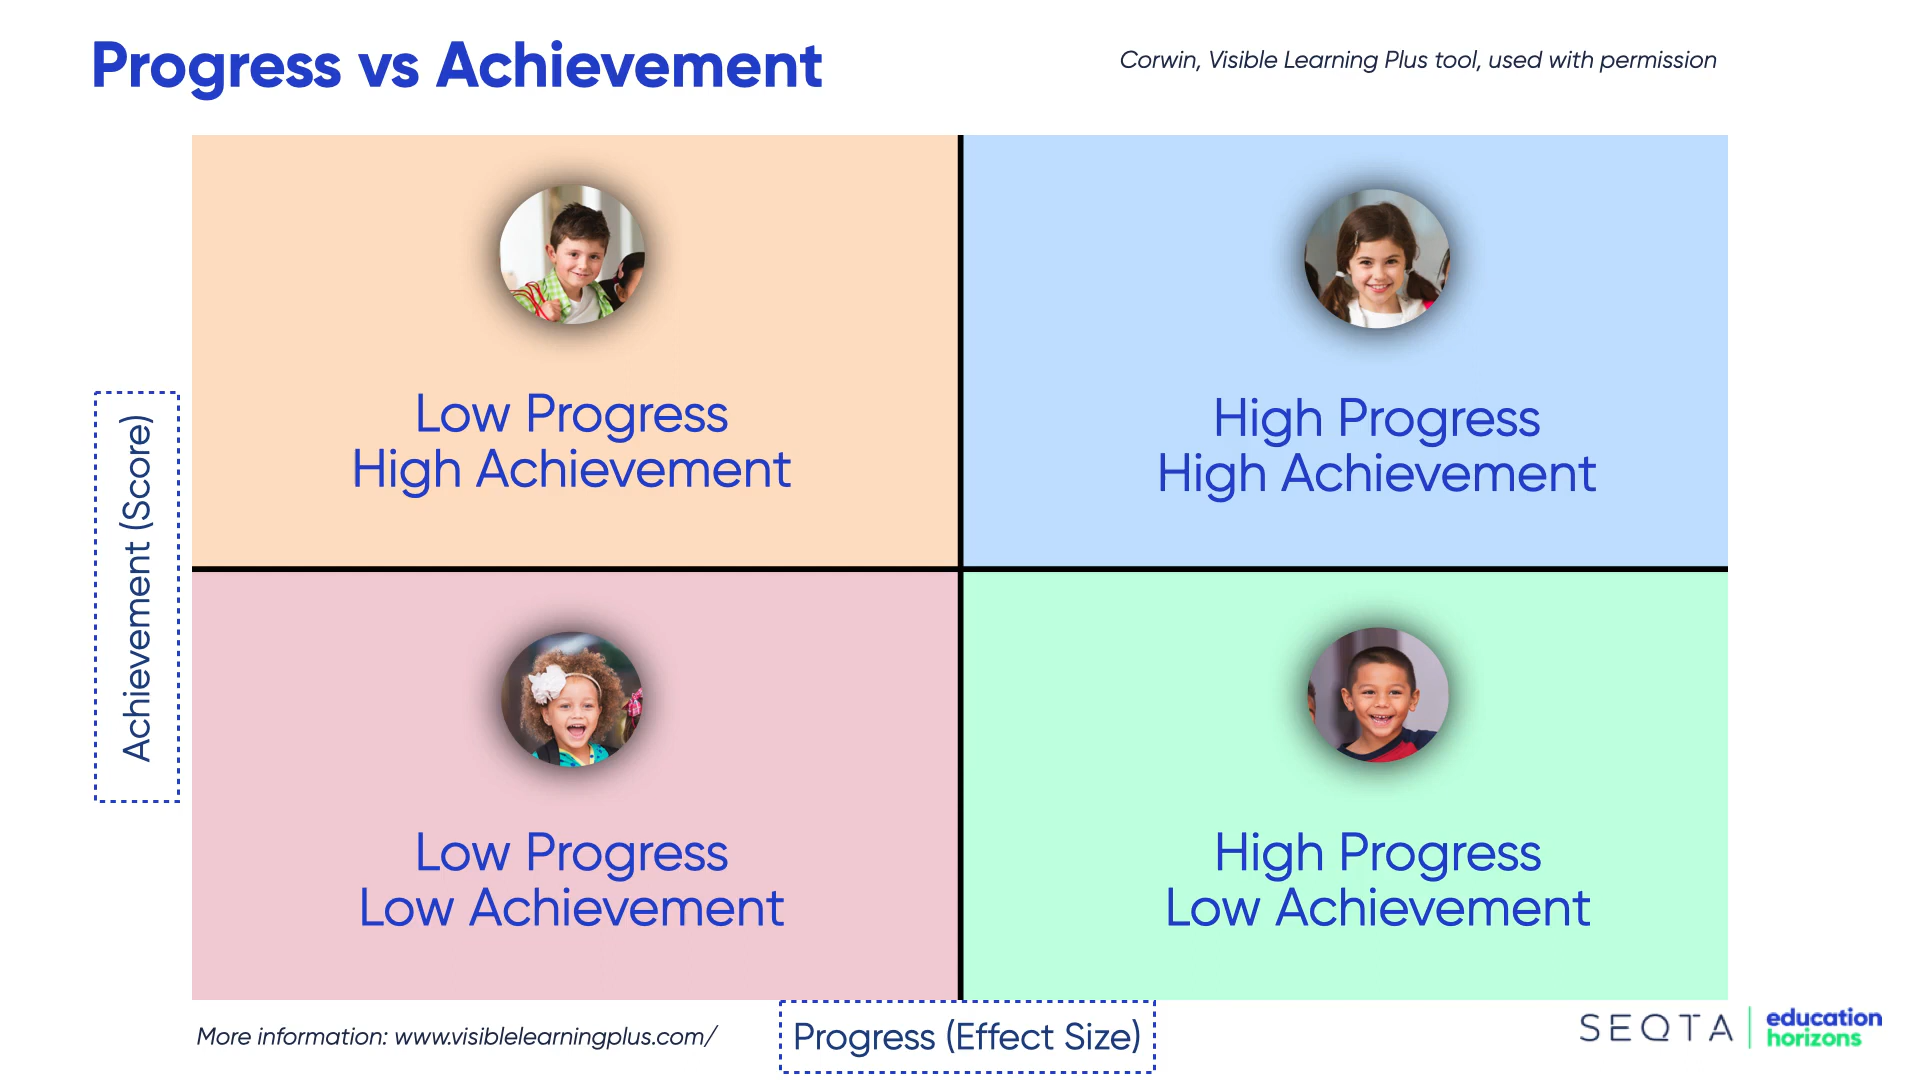 Progress vs Achievement
Corwin, Visible Learning Plus tool, used with permission
Low Progress
High Achievement
High Progress
High Achievement
Achievement (Score)
Low Progress
Low Achievement
High Progress
Low Achievement
More information: www.visiblelearningplus.com/
Progress (Effect Size)
SEQTA
education
horizons